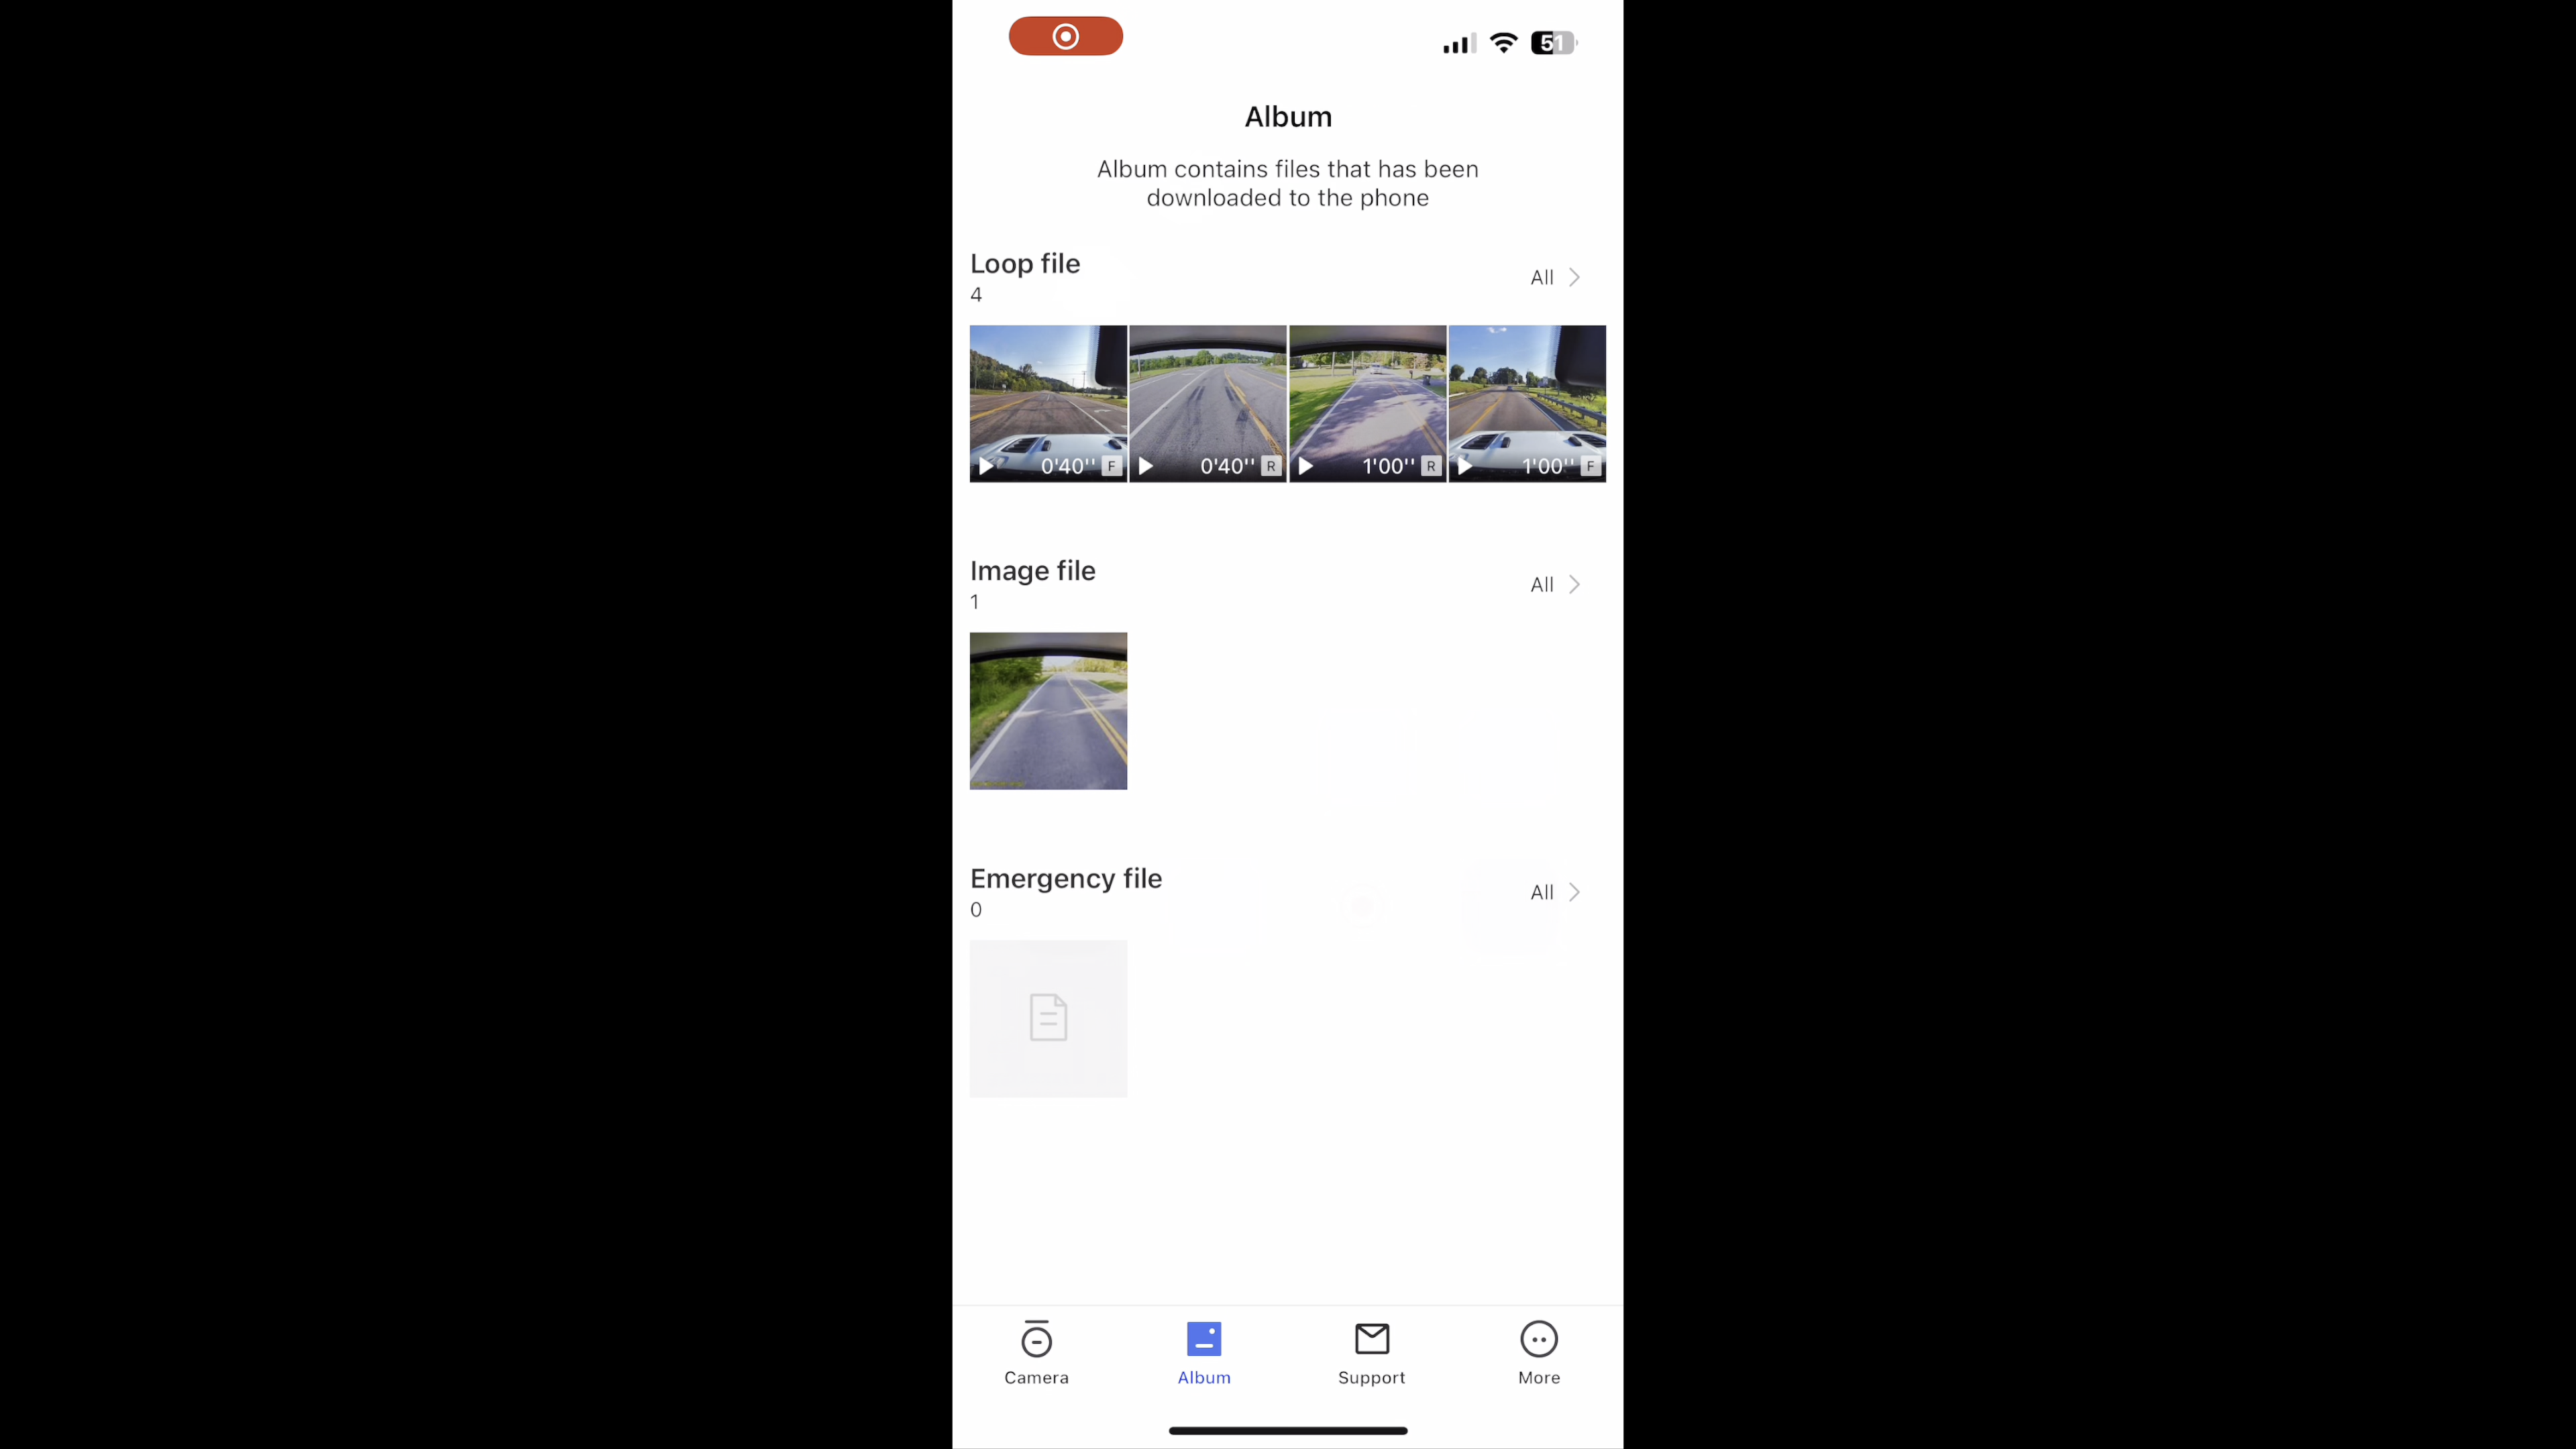 51
Album
Album contains files that has been
downloaded to the phone
Loop file
4
All
0'40'' F
0'40'' R
1'00'' R
1'00'' F
Image file
1
All
Emergency file
0
All
Camera
Album
Support
More